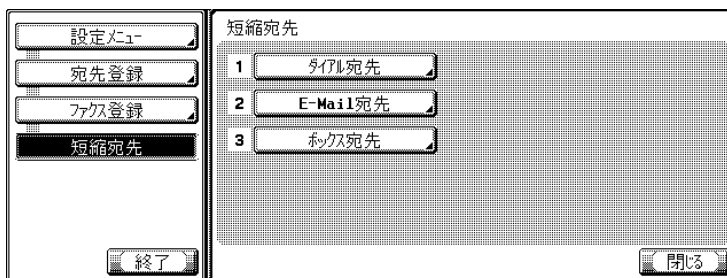 設定ﾒﾆｭｰ
宛先登録
ﾌｧｸｽ登録
短縮宛先
終了
短縮宛先
1 ﾀﾞｲｱﾙ宛先
2 E-Mail宛先
3 ﾎﾞｯｸｽ宛先
閉じる